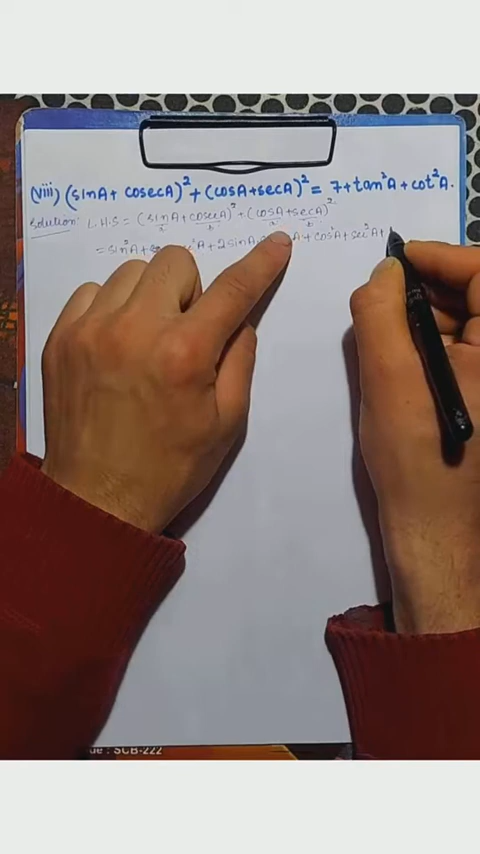 (viii) (sinA + cosecA)² + (cosA+secA)² = 7+tan²A + cot²A.
Solution: L.H.S = (sinA + cosecA)² + (cosA + secA)²
a b a b
= sin²A + A + 2sinA. A + cos²A + sec²A +
de : SCB-222